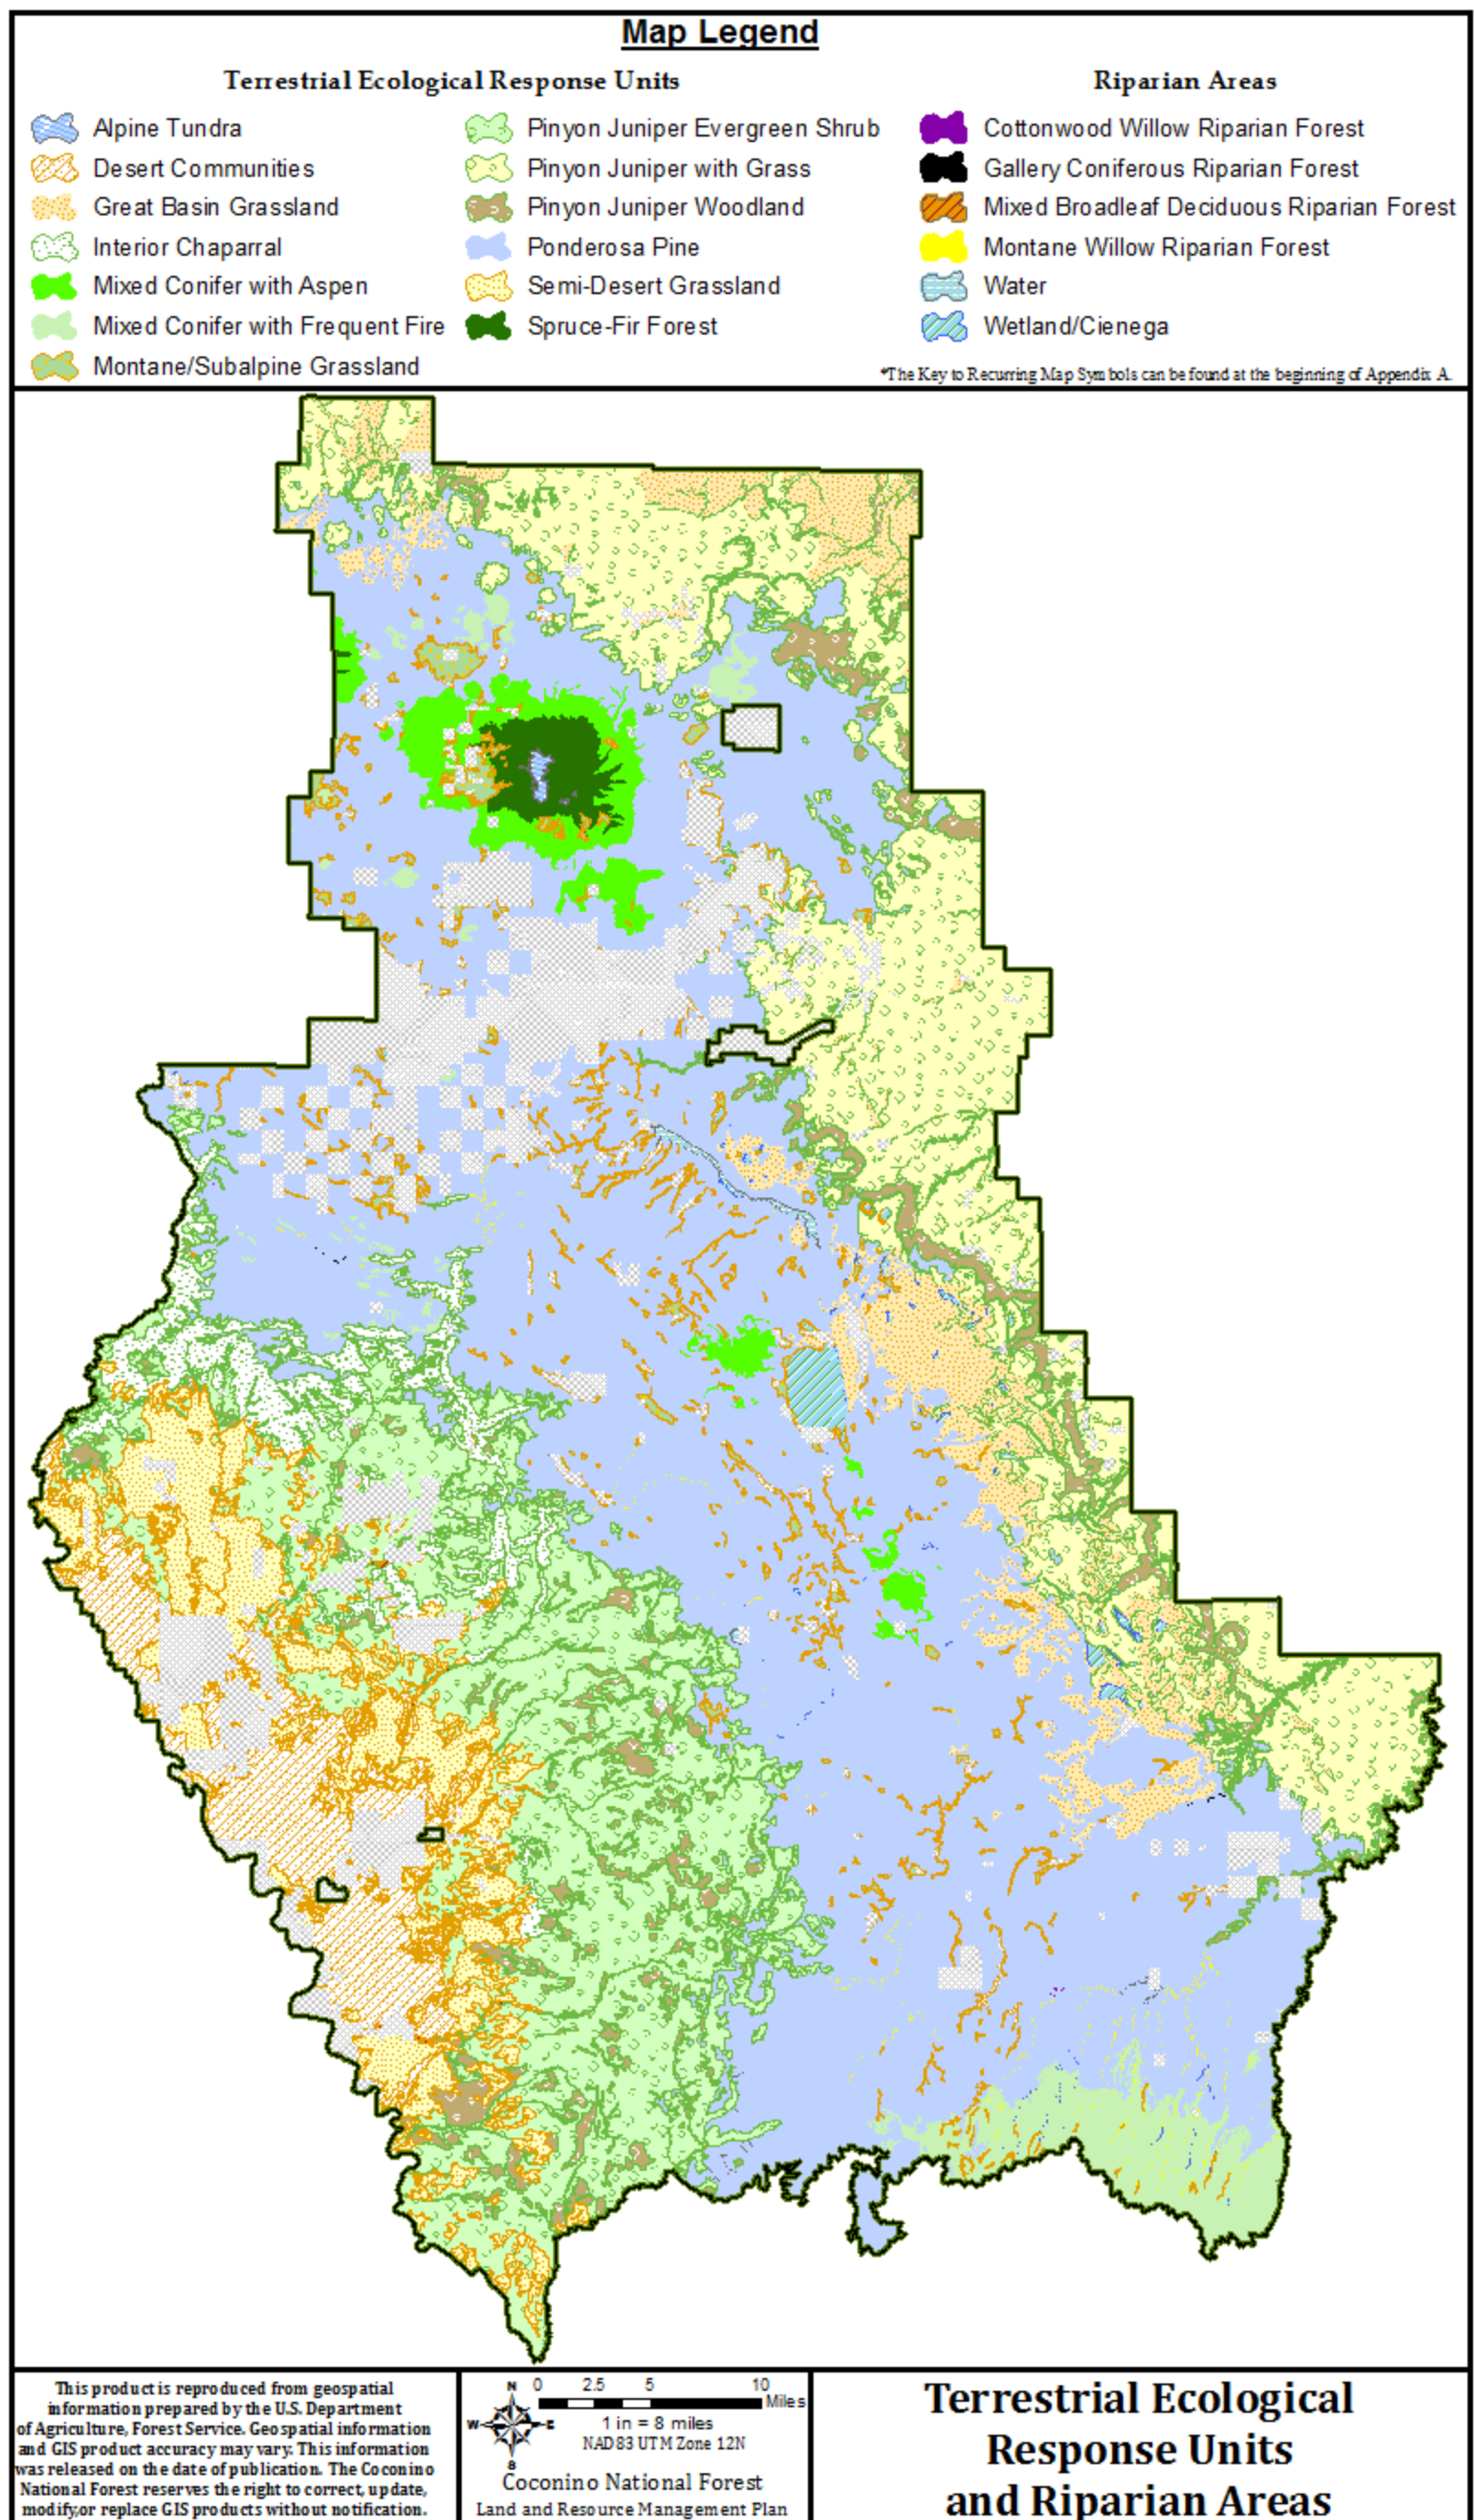 Map Legend
Terrestrial Ecological Response Units
Alpine Tundra
Desert Communities
Great Basin Grassland
Interior Chaparral
Mixed Conifer with Aspen
Mixed Conifer with Frequent Fire
Montane/Subalpine Grassland
Pinyon Juniper Evergreen Shrub
Pinyon Juniper with Grass
Pinyon Juniper Woodland
Ponderosa Pine
Semi-Desert Grassland
Spruce-Fir Forest
Riparian Areas
Cottonwood Willow Riparian Forest
Gallery Coniferous Riparian Forest
Mixed Broadleaf Deciduous Riparian Forest
Montane Willow Riparian Forest
Water
Wetland/Cienega
*The Key to Recurring Map Symbols can be found at the beginning of Appendix A.
This product is reproduced from geospatial
information prepared by the U.S. Department
of Agriculture, Forest Service. Geospatial information
and GIS product accuracy may vary. This information
was released on the date of publication. The Coconino
National Forest reserves the right to correct, update,
modify,or replace GIS products without notification.
N
W E
S
0 2.5 5 10
Miles
1 in = 8 miles
NAD83 UTM Zone 12N
Coconino National Forest
Land and Resource Management Plan
Terrestrial Ecological
Response Units
and Riparian Areas